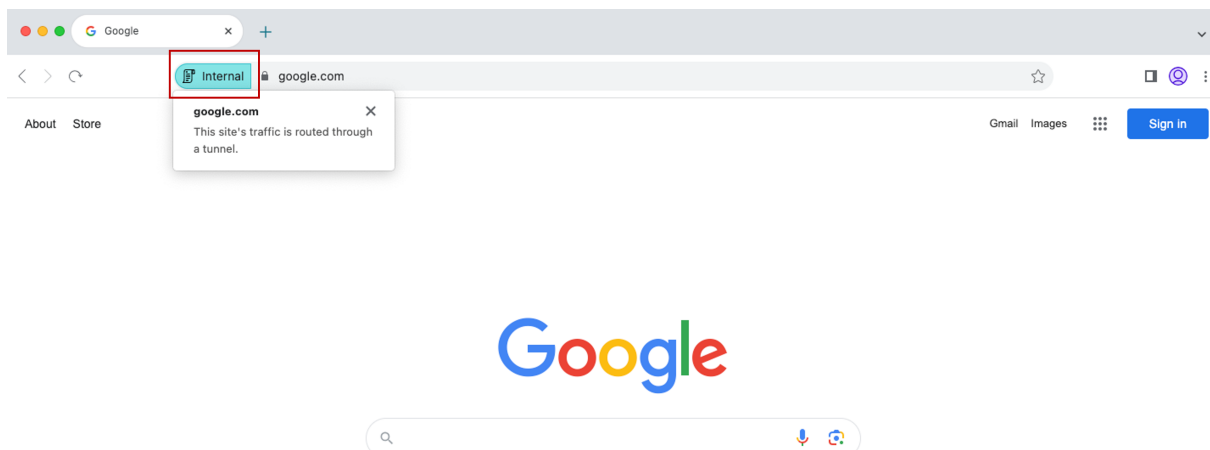 Google
Internal google.com
google.com
This site's traffic is routed through
a tunnel.
About Store
Gmail Images
Sign in
Google